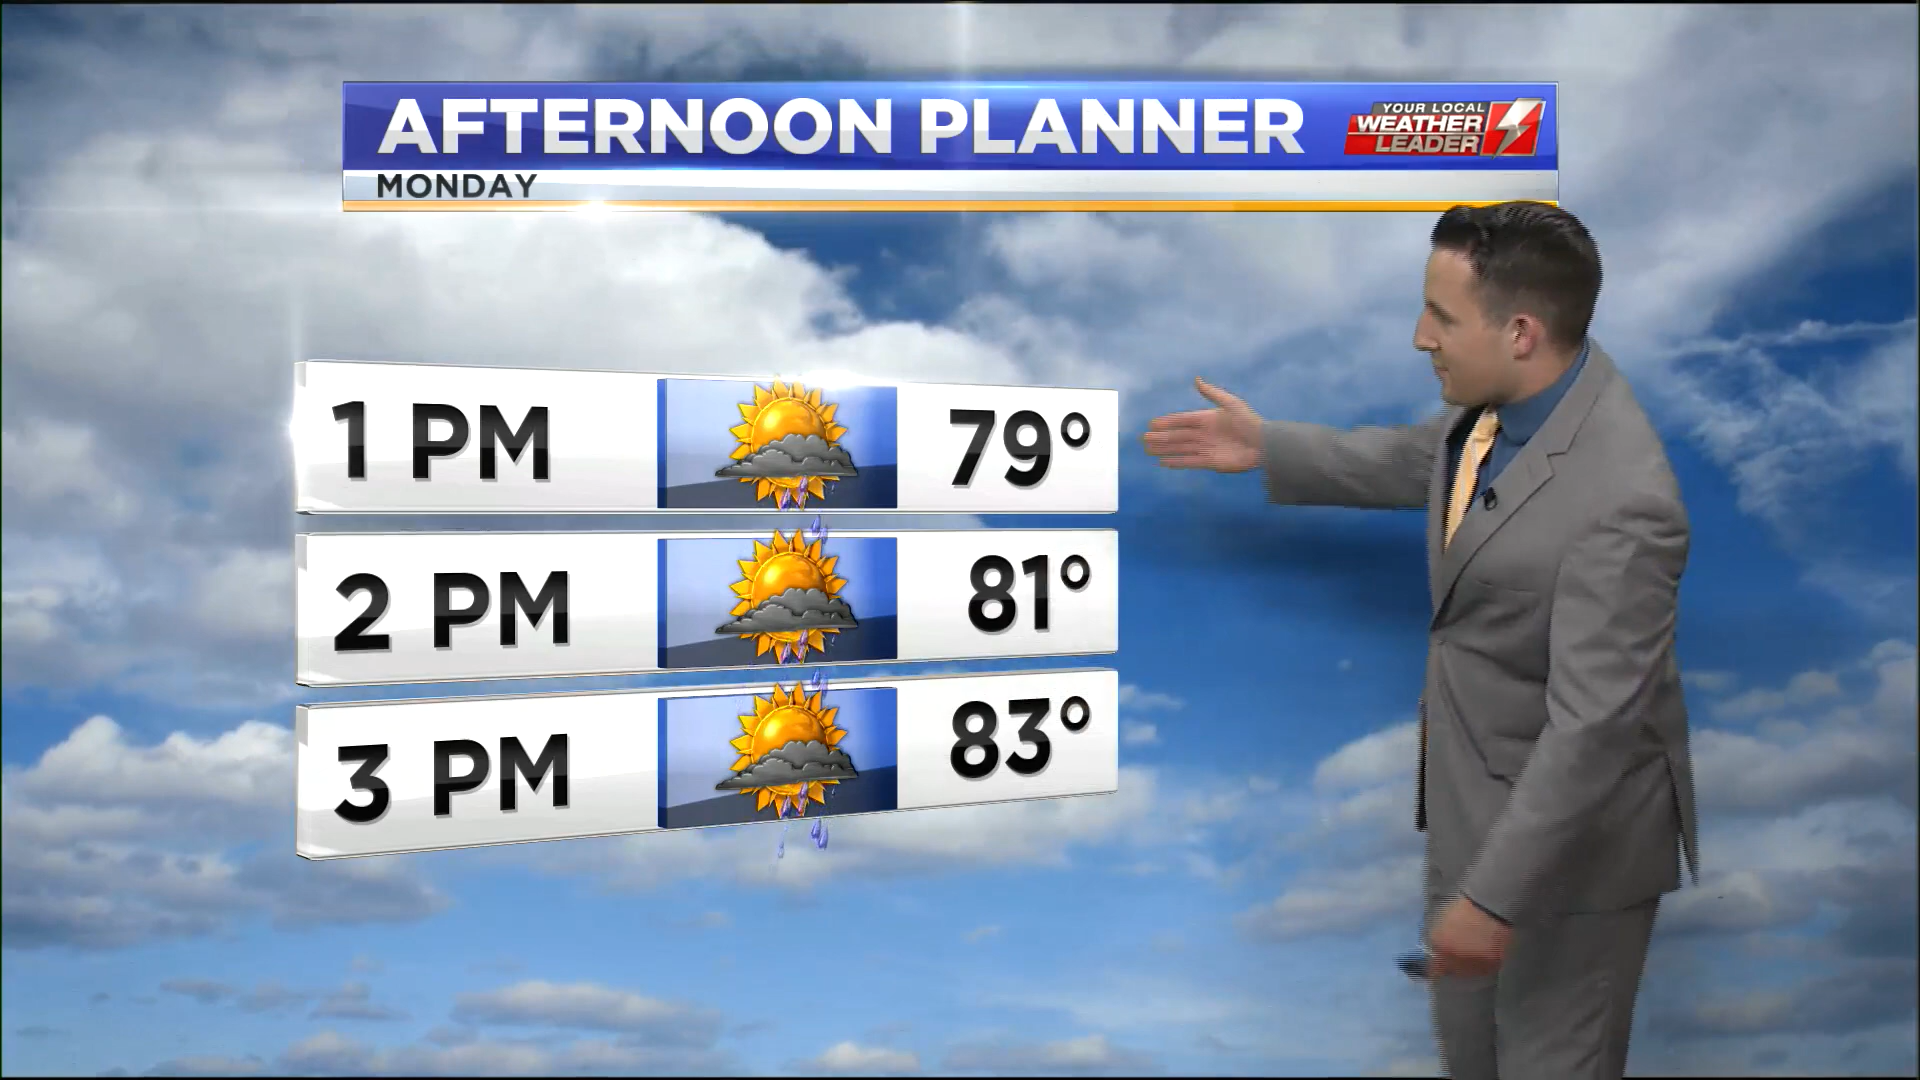 AFTERNOON PLANNER
YOUR LOCAL
WEATHER
LEADER
MONDAY
1 PM 79°
2 PM 81°
3 PM 83°